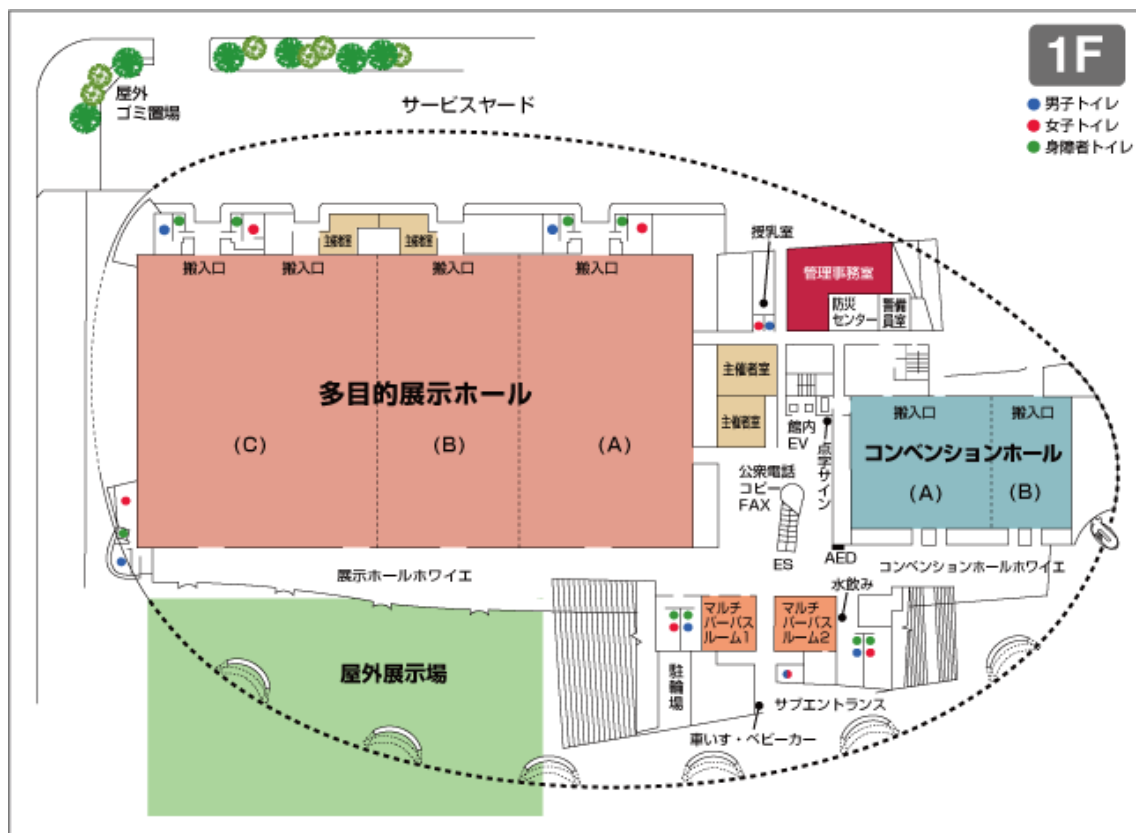 1F
男子トイレ
女子トイレ
身障者トイレ
屋外
ゴミ置場
サービスヤード
主催者室
主催者室
搬入口
搬入口
搬入口
搬入口
授乳室
管理事務室
防災
センター
警備
員室
多目的展示ホール
(C)
(B)
(A)
主催者室
主催者室
館内
EV
点字サイン
搬入口
搬入口
コンベンションホール
(A)
(B)
公衆電話
コピー
FAX
ES
AED
展示ホールホワイエ
コンベンションホールホワイエ
水飲み
マルチ
パーパス
ルーム1
マルチ
パーパス
ルーム2
屋外展示場
駐輪場
サブエントランス
車いす・ベビーカー